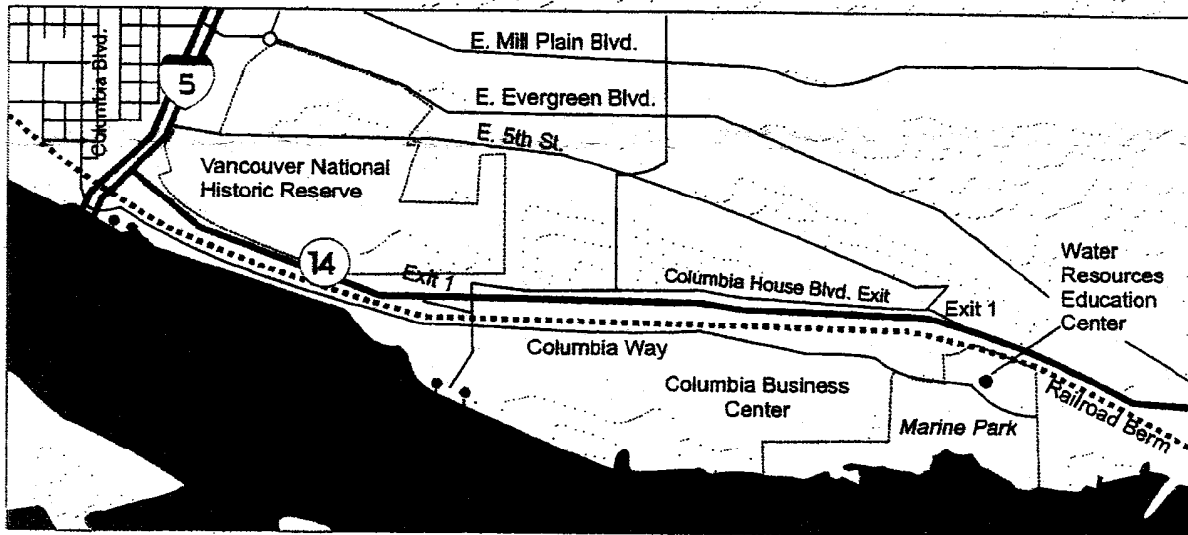 E. Mill Plain Blvd.
Columbia Blvd.
5
E. Evergreen Blvd.
E. 5th St.
Vancouver National
Historic Reserve
14
Exit 1
Water
Resources
Education
Center
Columbia House Blvd. Exit
Exit 1
Columbia Way
Columbia Business
Center
Railroad Berm
Marine Park